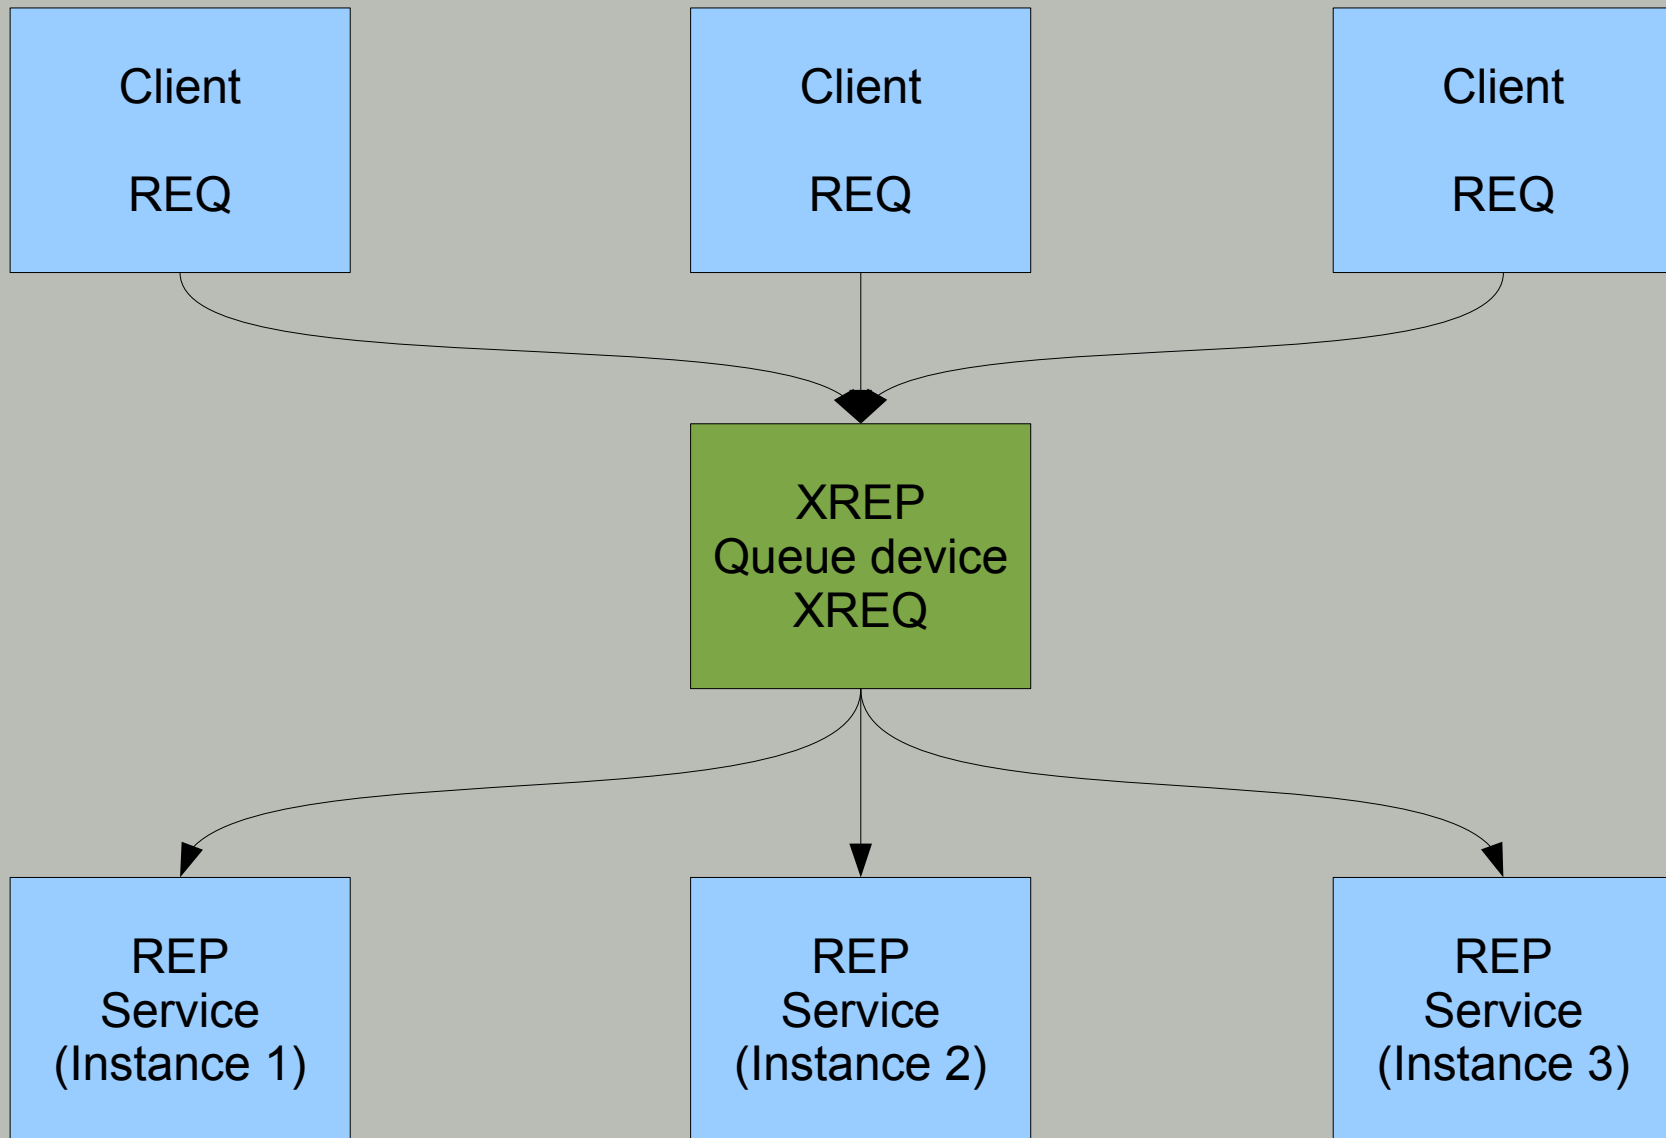 Client
REQ
Client
REQ
Client
REQ
XREP
Queue device
XREQ
REP
Service
(Instance 1)
REP
Service
(Instance 2)
REP
Service
(Instance 3)